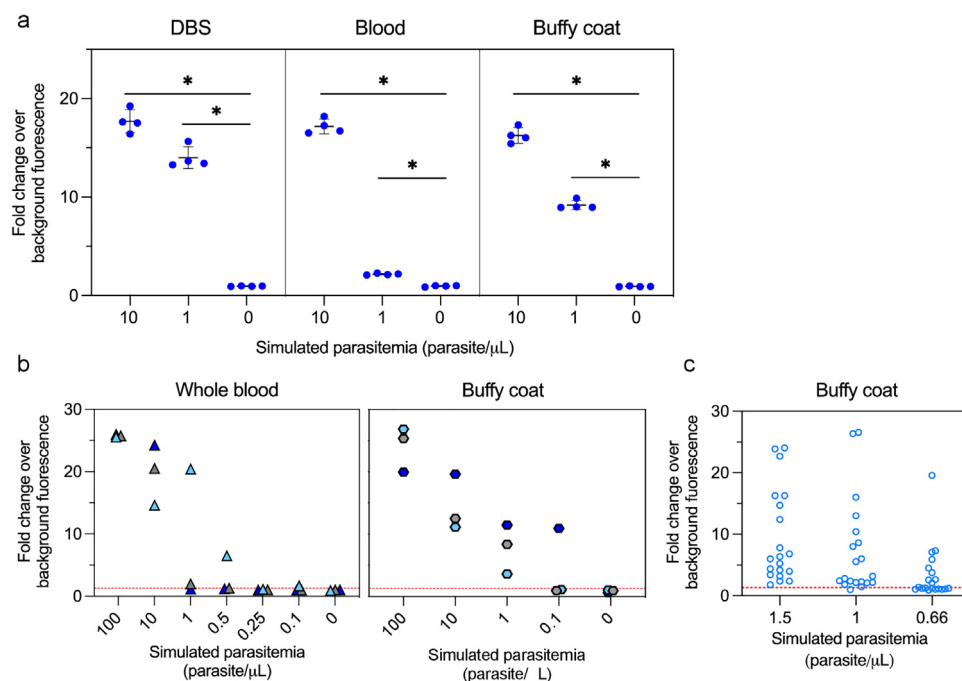 a
DBS
Blood
Buffy coat
Fold change over
background fuorescence
20
10
0
*
*
*
*
*
*
10
1
0
10
1
0
10
1
0
Simulated parasitemia (parasite/μL)
b
Whole blood
Buffy coat
Fold change over
background fluorescence
30
20
10
0
100
10
1
0.5
0.25
0.1
0
100
10
1
0.1
0
Simulated parasitemia
(parasite/μL)
Simulated parasitemia
(parasite/ L)
c
Buffy coat
Fold change over
background fluorescence
30
20
10
0
1.5
1
0.66
Simulated parasitemia
(parasite/μL)